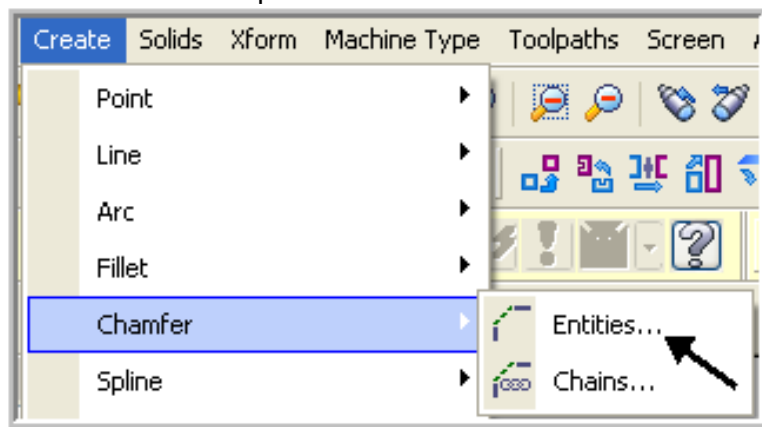 Create Solids Xform Machine Type Toolpaths Screen
Point
Line
Arc
Fillet
Chamfer
Entities...
Spline
Chains...